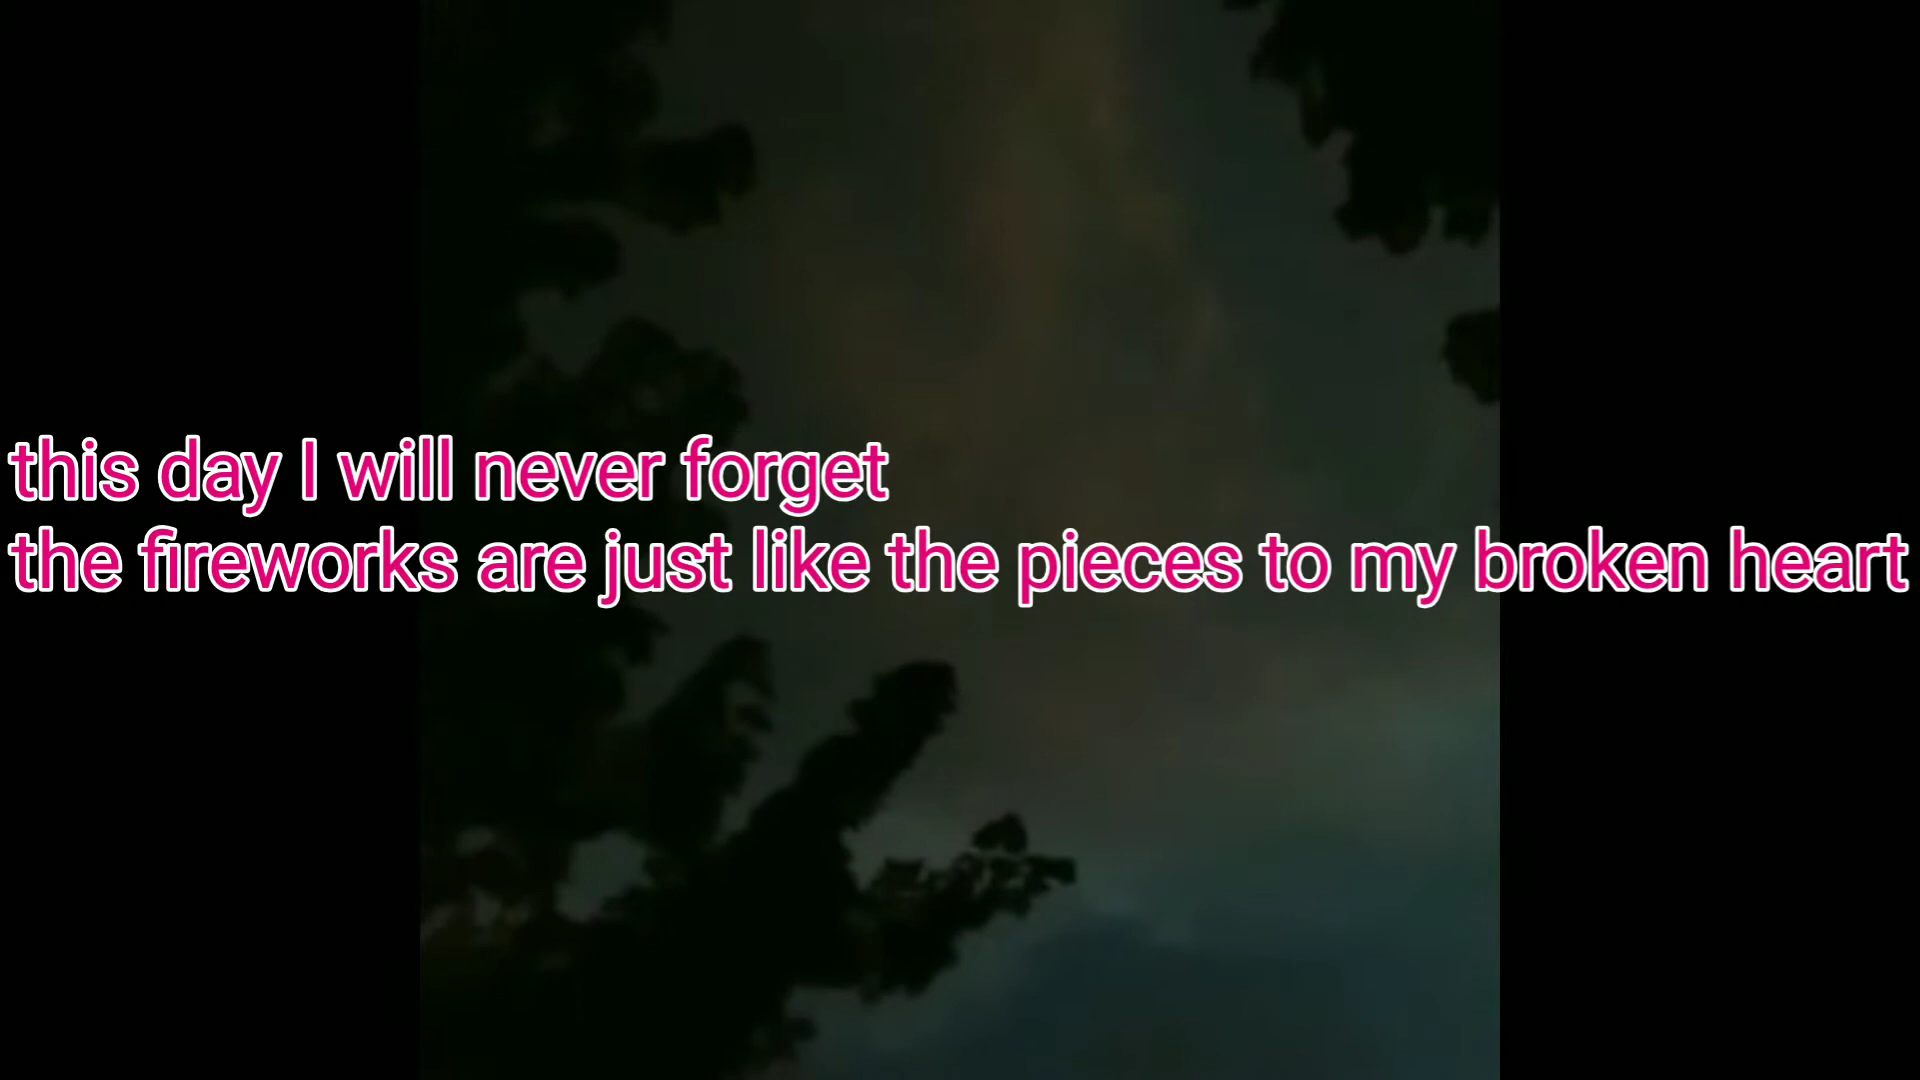 this day I will never forget
the fireworks are just like the pieces to my broken heart